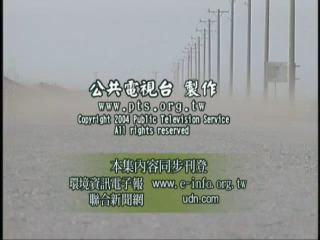 公共電視台 製作
www.pts.org.tw
Copyright 2004 Public Television Service
All rights reserved
本集內容同步刊登
環境資訊電子報 www.e-info.org.tw
聯合新聞網 udn.com